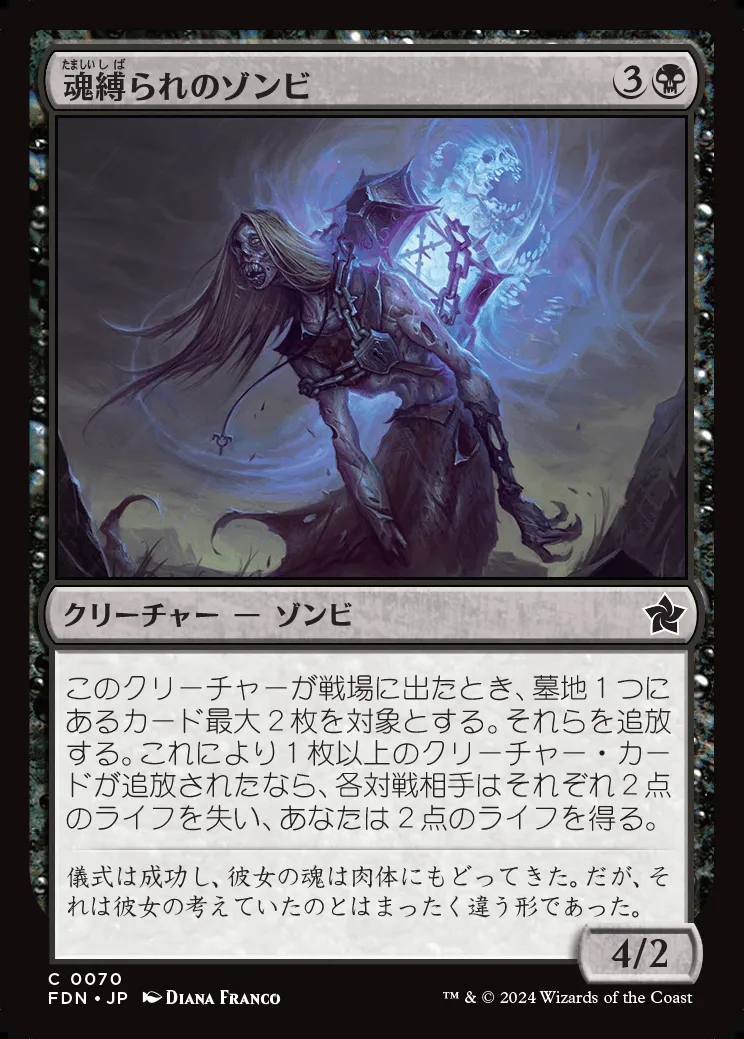 たましいしば
魂縛られのゾンビ
3
クリーチャー — ゾンビ
このクリーチャーが戦場に出たとき、墓地1つに
あるカード最大2枚を対象とする。それらを追放
する。これにより1枚以上のクリーチャー・カー
ドが追放されたなら、各対戦相手はそれぞれ2点
のライフを失い、あなたは2点のライフを得る。
儀式は成功し、彼女の魂は肉体にもどってきた。だが、そ
れは彼女の考えていたのとはまったく違う形であった。
4/2
C 0070
FDN • JP DIANA FRANCO
™ & © 2024 Wizards of the Coast